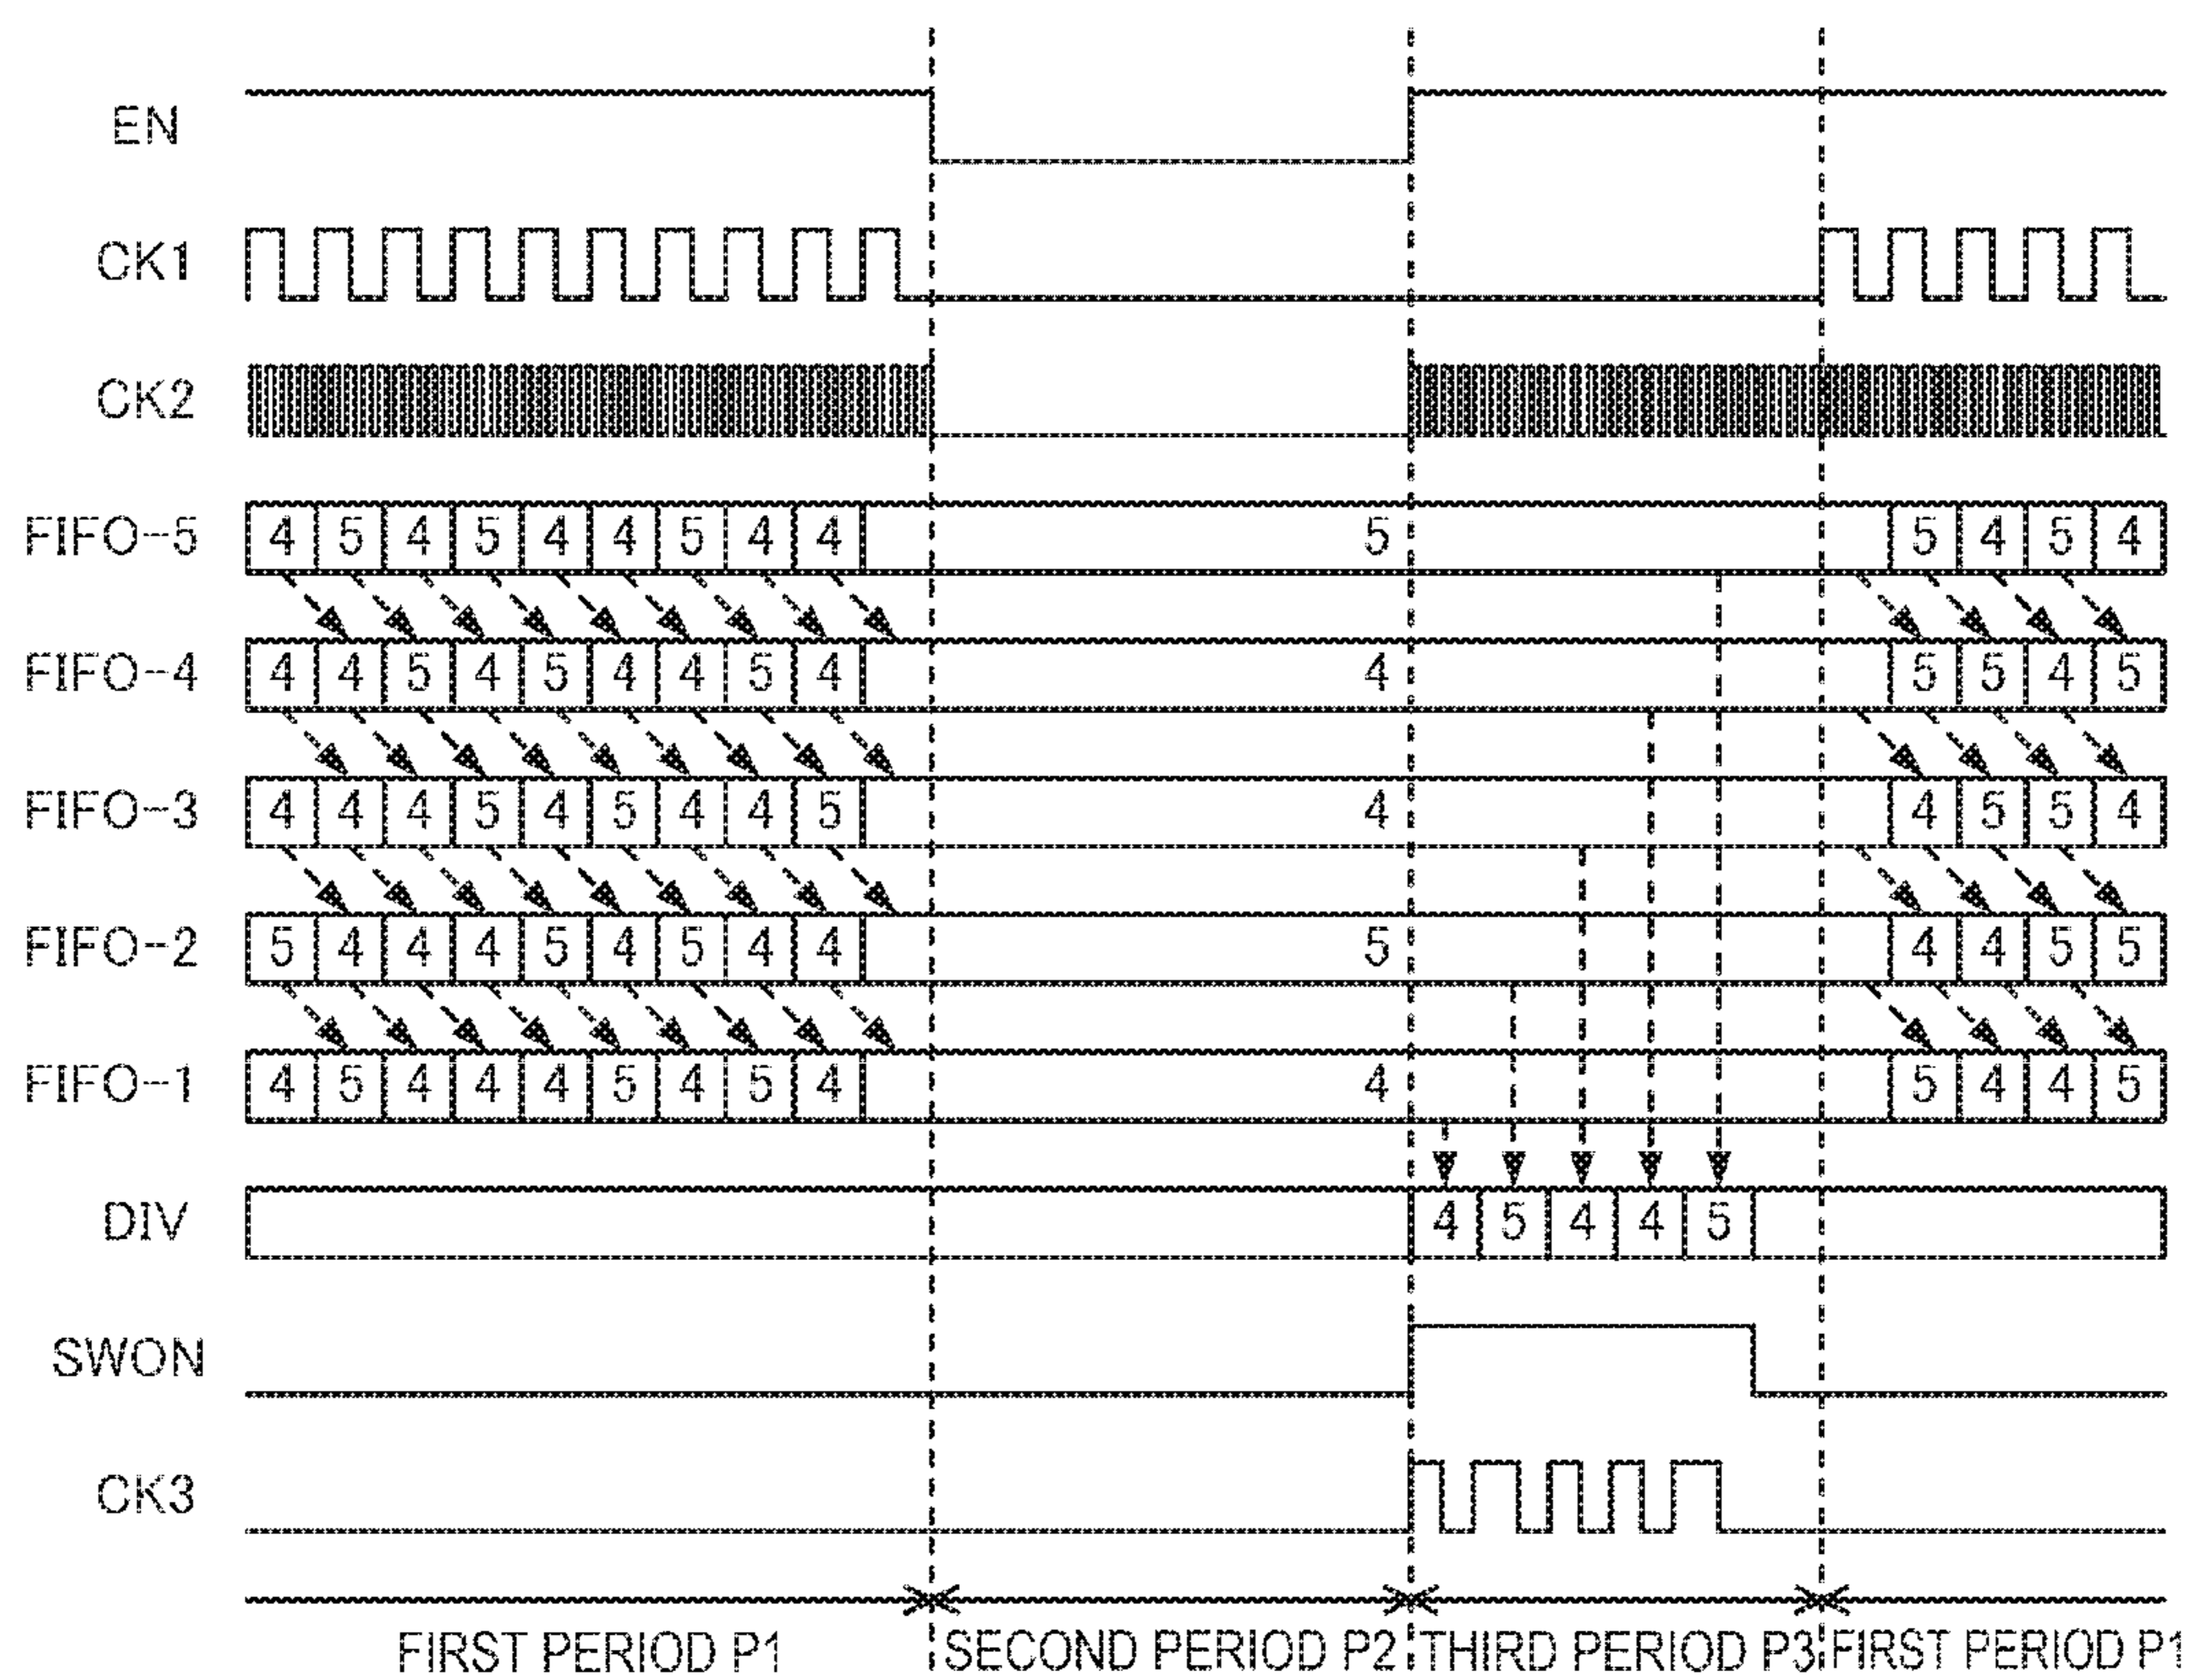 EN
CK1
CK2
FIFO-5 4 5 4 5 4 4 5 4 4 5 5 4 5 4
FIFO-4 4 4 5 4 5 4 4 5 4 4 5 5 4 5
FIFO-3 4 4 4 5 4 5 4 4 5 4 4 5 5 4
FIFO-2 5 4 4 4 5 4 5 4 4 5 4 4 5 5
FIFO-1 4 5 4 4 4 5 4 5 4 4 5 4 4 5
DIV 4 5 4 4 5
SWON
CK3
FIRST PERIOD P1 SECOND PERIOD P2 THIRD PERIOD P3 FIRST PERIOD P1